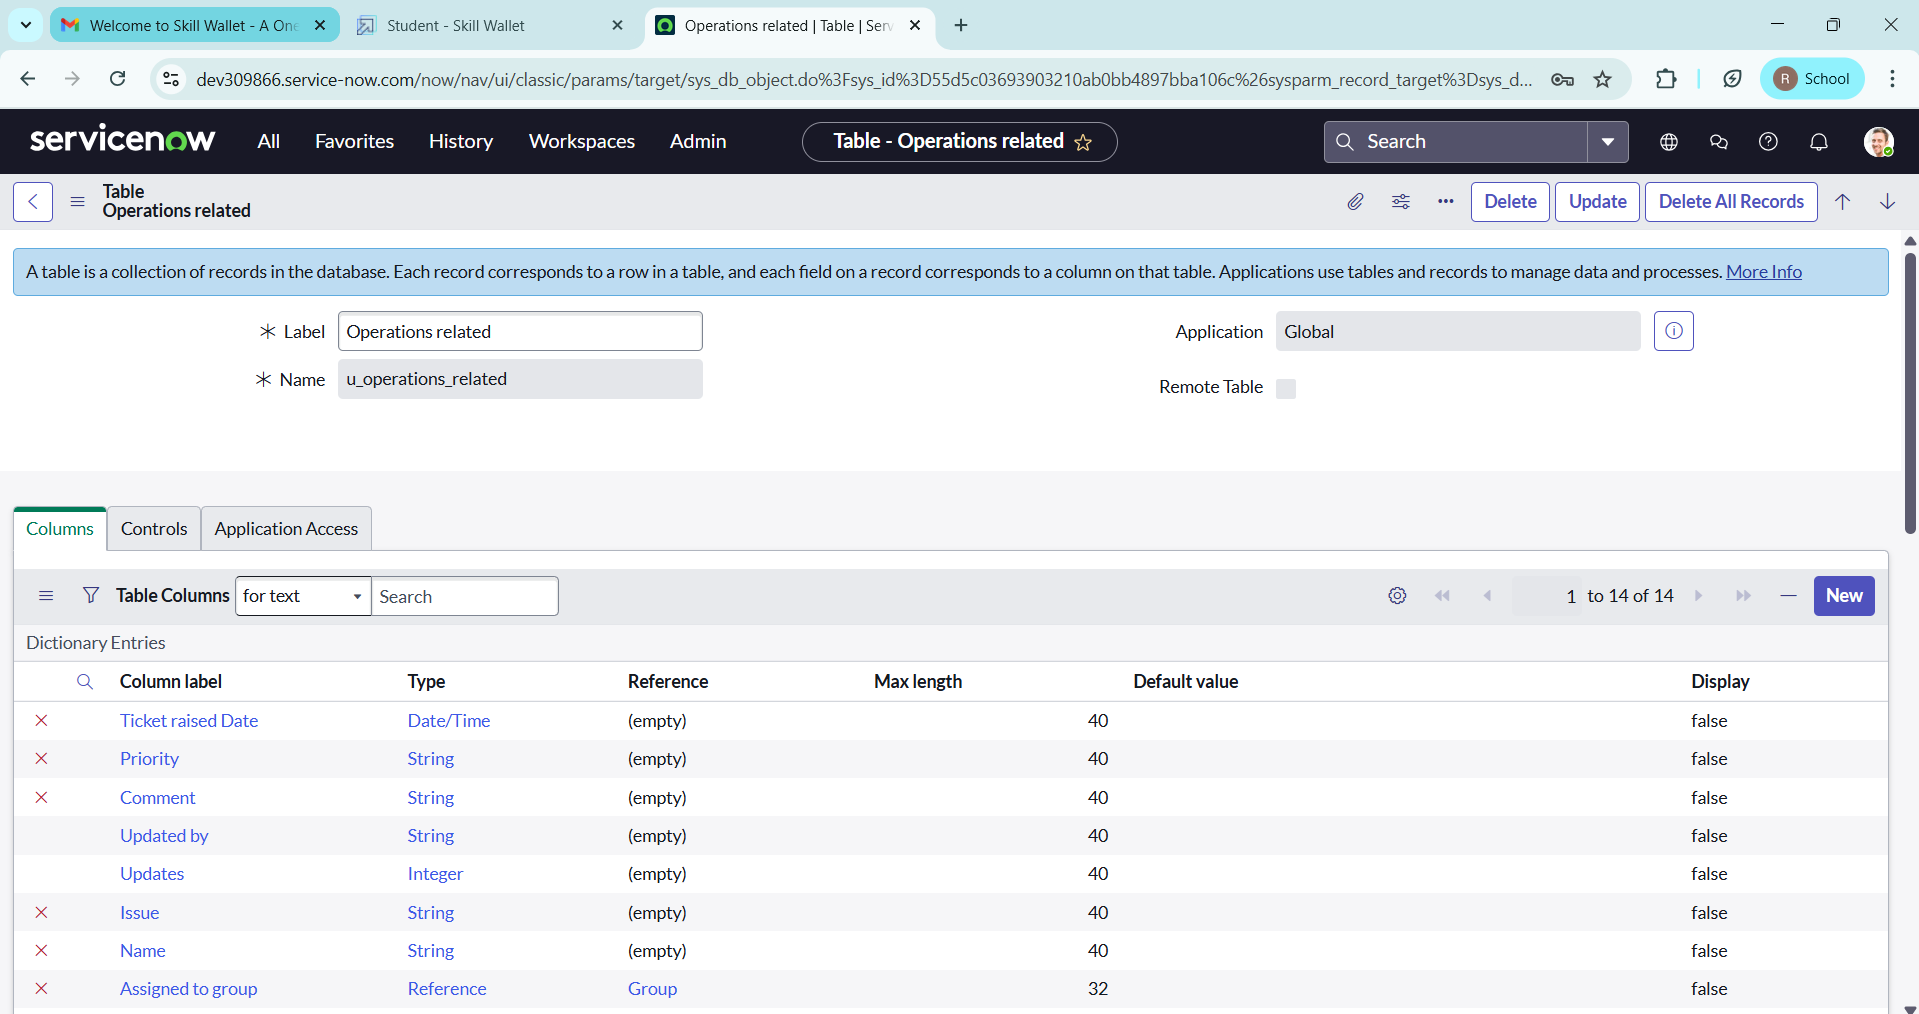 Welcome to Skill Wallet - A One
Student - Skill Wallet
Operations related | Table | Serv
dev309866.service-now.com/now/nav/ui/classic/params/target/sys_db_object.do%3Fsys_id%3D55d5c03693903210ab0bb4897bba106c%26sysparm_record_target%3Dsys_d...
R School
servicenow All Favorites History Workspaces Admin Table - Operations related Search
Table
Operations related
Delete Update Delete All Records
A table is a collection of records in the database. Each record corresponds to a row in a table, and each field on a record corresponds to a column on that table. Applications use tables and records to manage data and processes. More Info
Label Operations related Application Global
Name u_operations_related Remote Table
Columns Controls Application Access
Table Columns for text Search 1 to 14 of 14 New
Dictionary Entries
Column label Type Reference Max length Default value Display
Ticket raised Date Date/Time (empty) 40 false
Priority String (empty) 40 false
Comment String (empty) 40 false
Updated by String (empty) 40 false
Updates Integer (empty) 40 false
Issue String (empty) 40 false
Name String (empty) 40 false
Assigned to group Reference Group 32 false